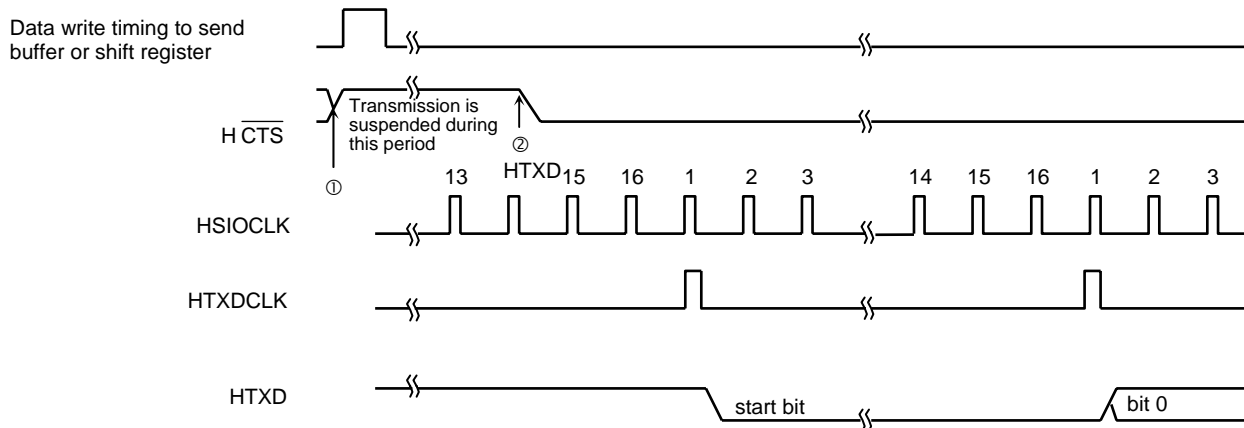 Data write timing to send
buffer or shift register
H CTS
Transmission is
suspended during
this period
①
②
HTXD
13 15 16 1 2 3 14 15 16 1 2 3
HSIOCLK
HTXDCLK
HTXD
start bit
bit 0